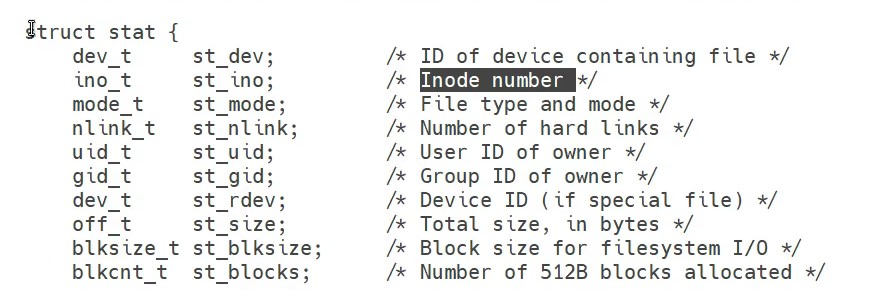 struct stat {
dev_t st_dev; /* ID of device containing file */
ino_t st_ino; /* Inode number */
mode_t st_mode; /* File type and mode */
nlink_t st_nlink; /* Number of hard links */
uid_t st_uid; /* User ID of owner */
gid_t st_gid; /* Group ID of owner */
dev_t st_rdev; /* Device ID (if special file) */
off_t st_size; /* Total size, in bytes */
blksize_t st_blksize; /* Block size for filesystem I/O */
blkcnt_t st_blocks; /* Number of 512B blocks allocated */